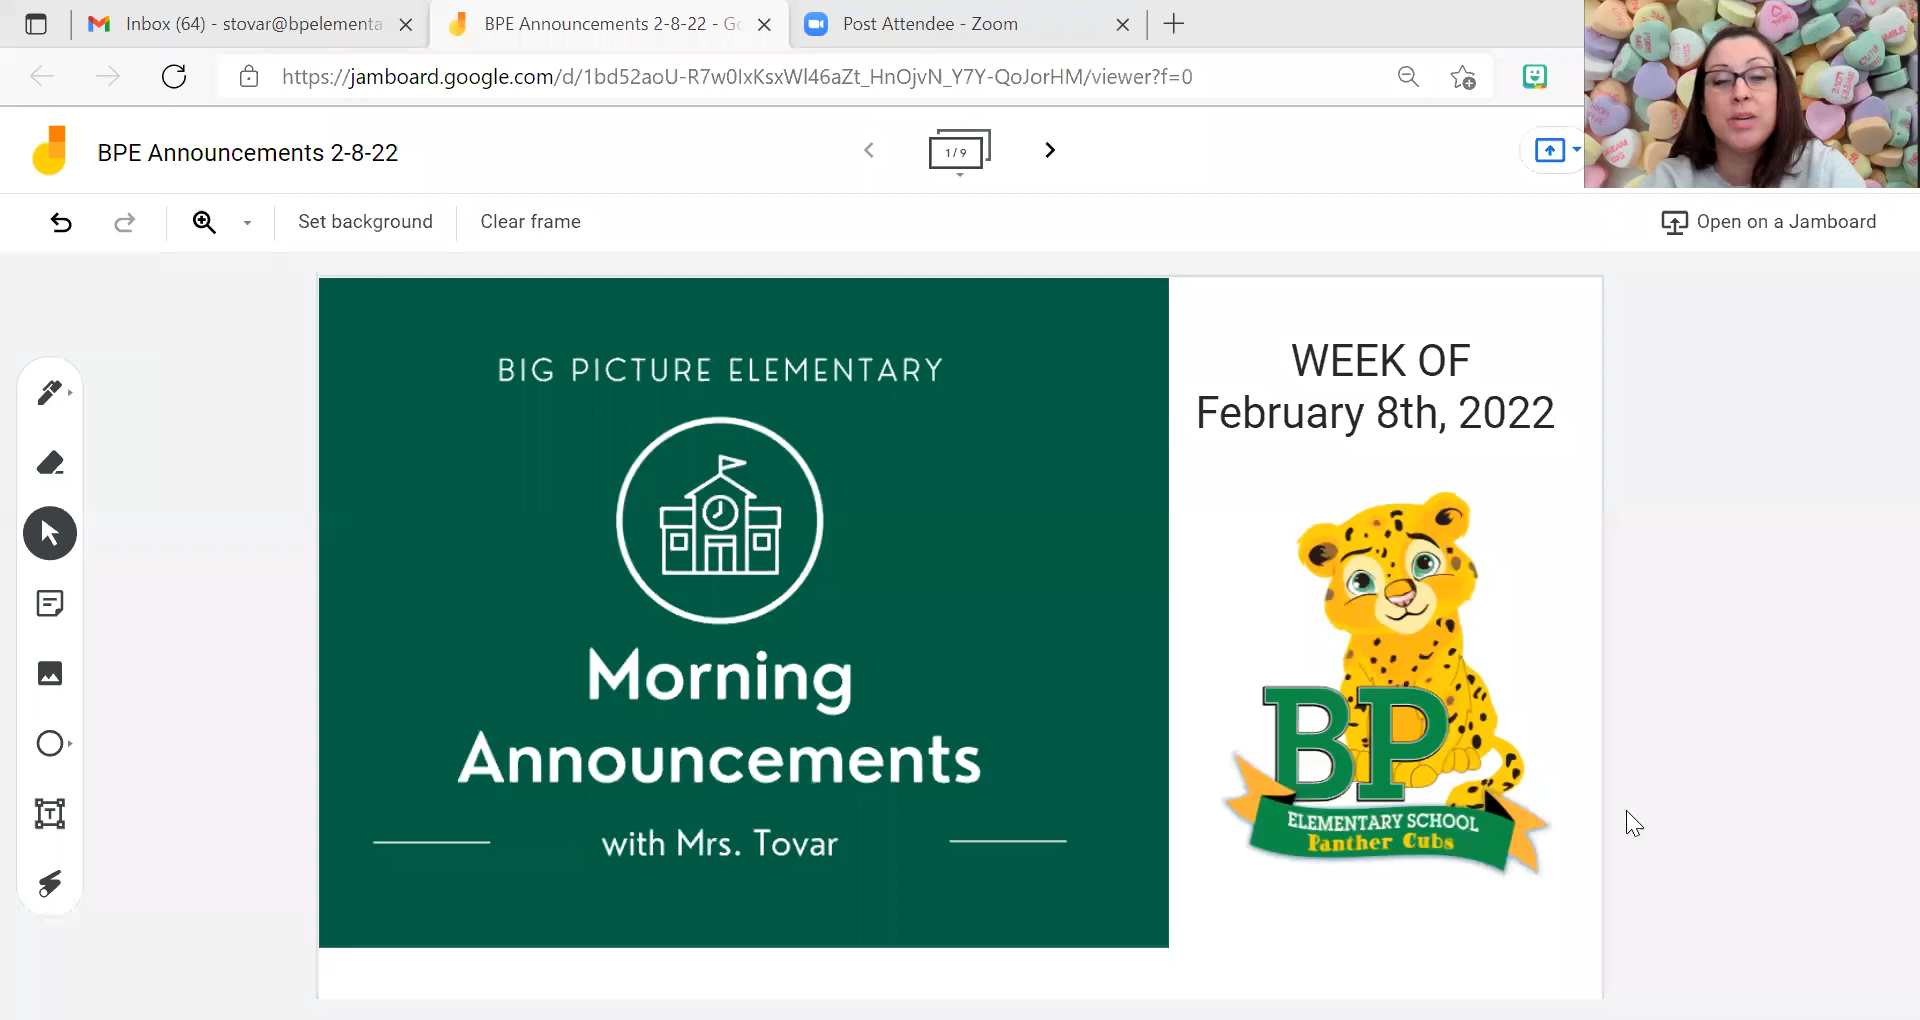 Inbox (64) - stovar@bpelementa
BPE Announcements 2-8-22 - Go
Post Attendee - Zoom
https://jamboard.google.com/d/1bd52aoU-R7w0IxKsxWl46aZt_HnOjvN_Y7Y-QoJorHM/viewer?f=0
BPE Announcements 2-8-22
1/9
Set background
Clear frame
Open on a Jamboard
BIG PICTURE ELEMENTARY
Morning
Announcements
with Mrs. Tovar
WEEK OF
February 8th, 2022
BP
ELEMENTARY SCHOOL
Panther Cubs